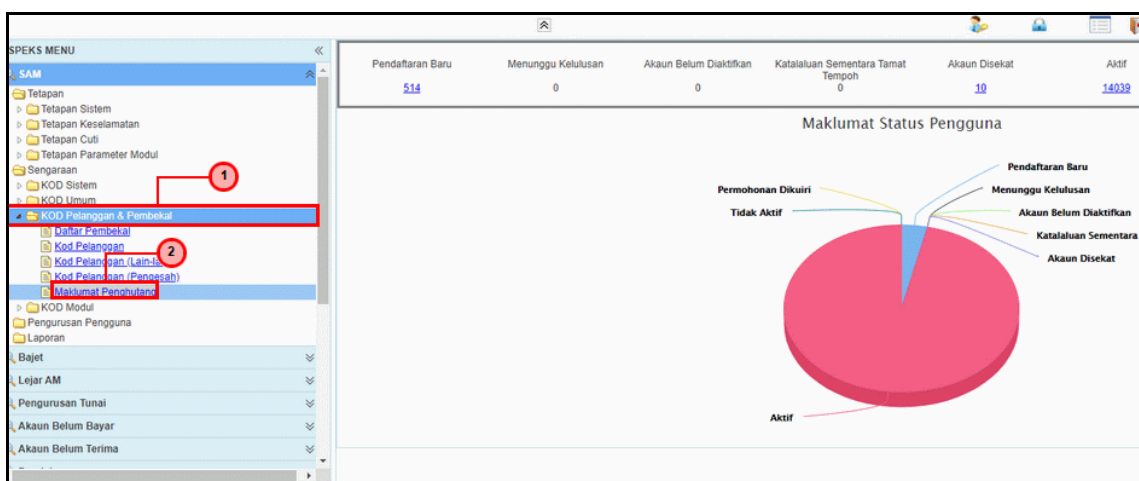 SPEKS MENU
SAM
Tetapan
Tetapan Sistem
Tetapan Keselamatan
Tetapan Cuti
Tetapan Parameter Modul
Sengaraan
KOD Sistem
KOD Umum
KOD Pelanggan & Pembekal
Daftar Pembekal
Kod Pelanggan
Kod Pelanggan (Lain-la
Kod Pelanggan (Pengesah)
Maklumat Penghutang
KOD Modul
Pengurusan Pengguna
Laporan
Bajet
Lejar AM
Pengurusan Tunai
Akaun Belum Bayar
Akaun Belum Terima
1
2
Pendaftaran Baru
514
Menunggu Kelulusan
0
Akaun Belum Diaktifkan
0
Katalaluan Sementara Tamat
Tempoh
0
Akaun Disekat
10
Aktif
14039
Maklumat Status Pengguna
Pendaftaran Baru
Permohonan Dikuiri
Menunggu Kelulusan
Tidak Aktif
Akaun Belum Diaktifkan
Katalaluan Sementara
Akaun Disekat
Aktif